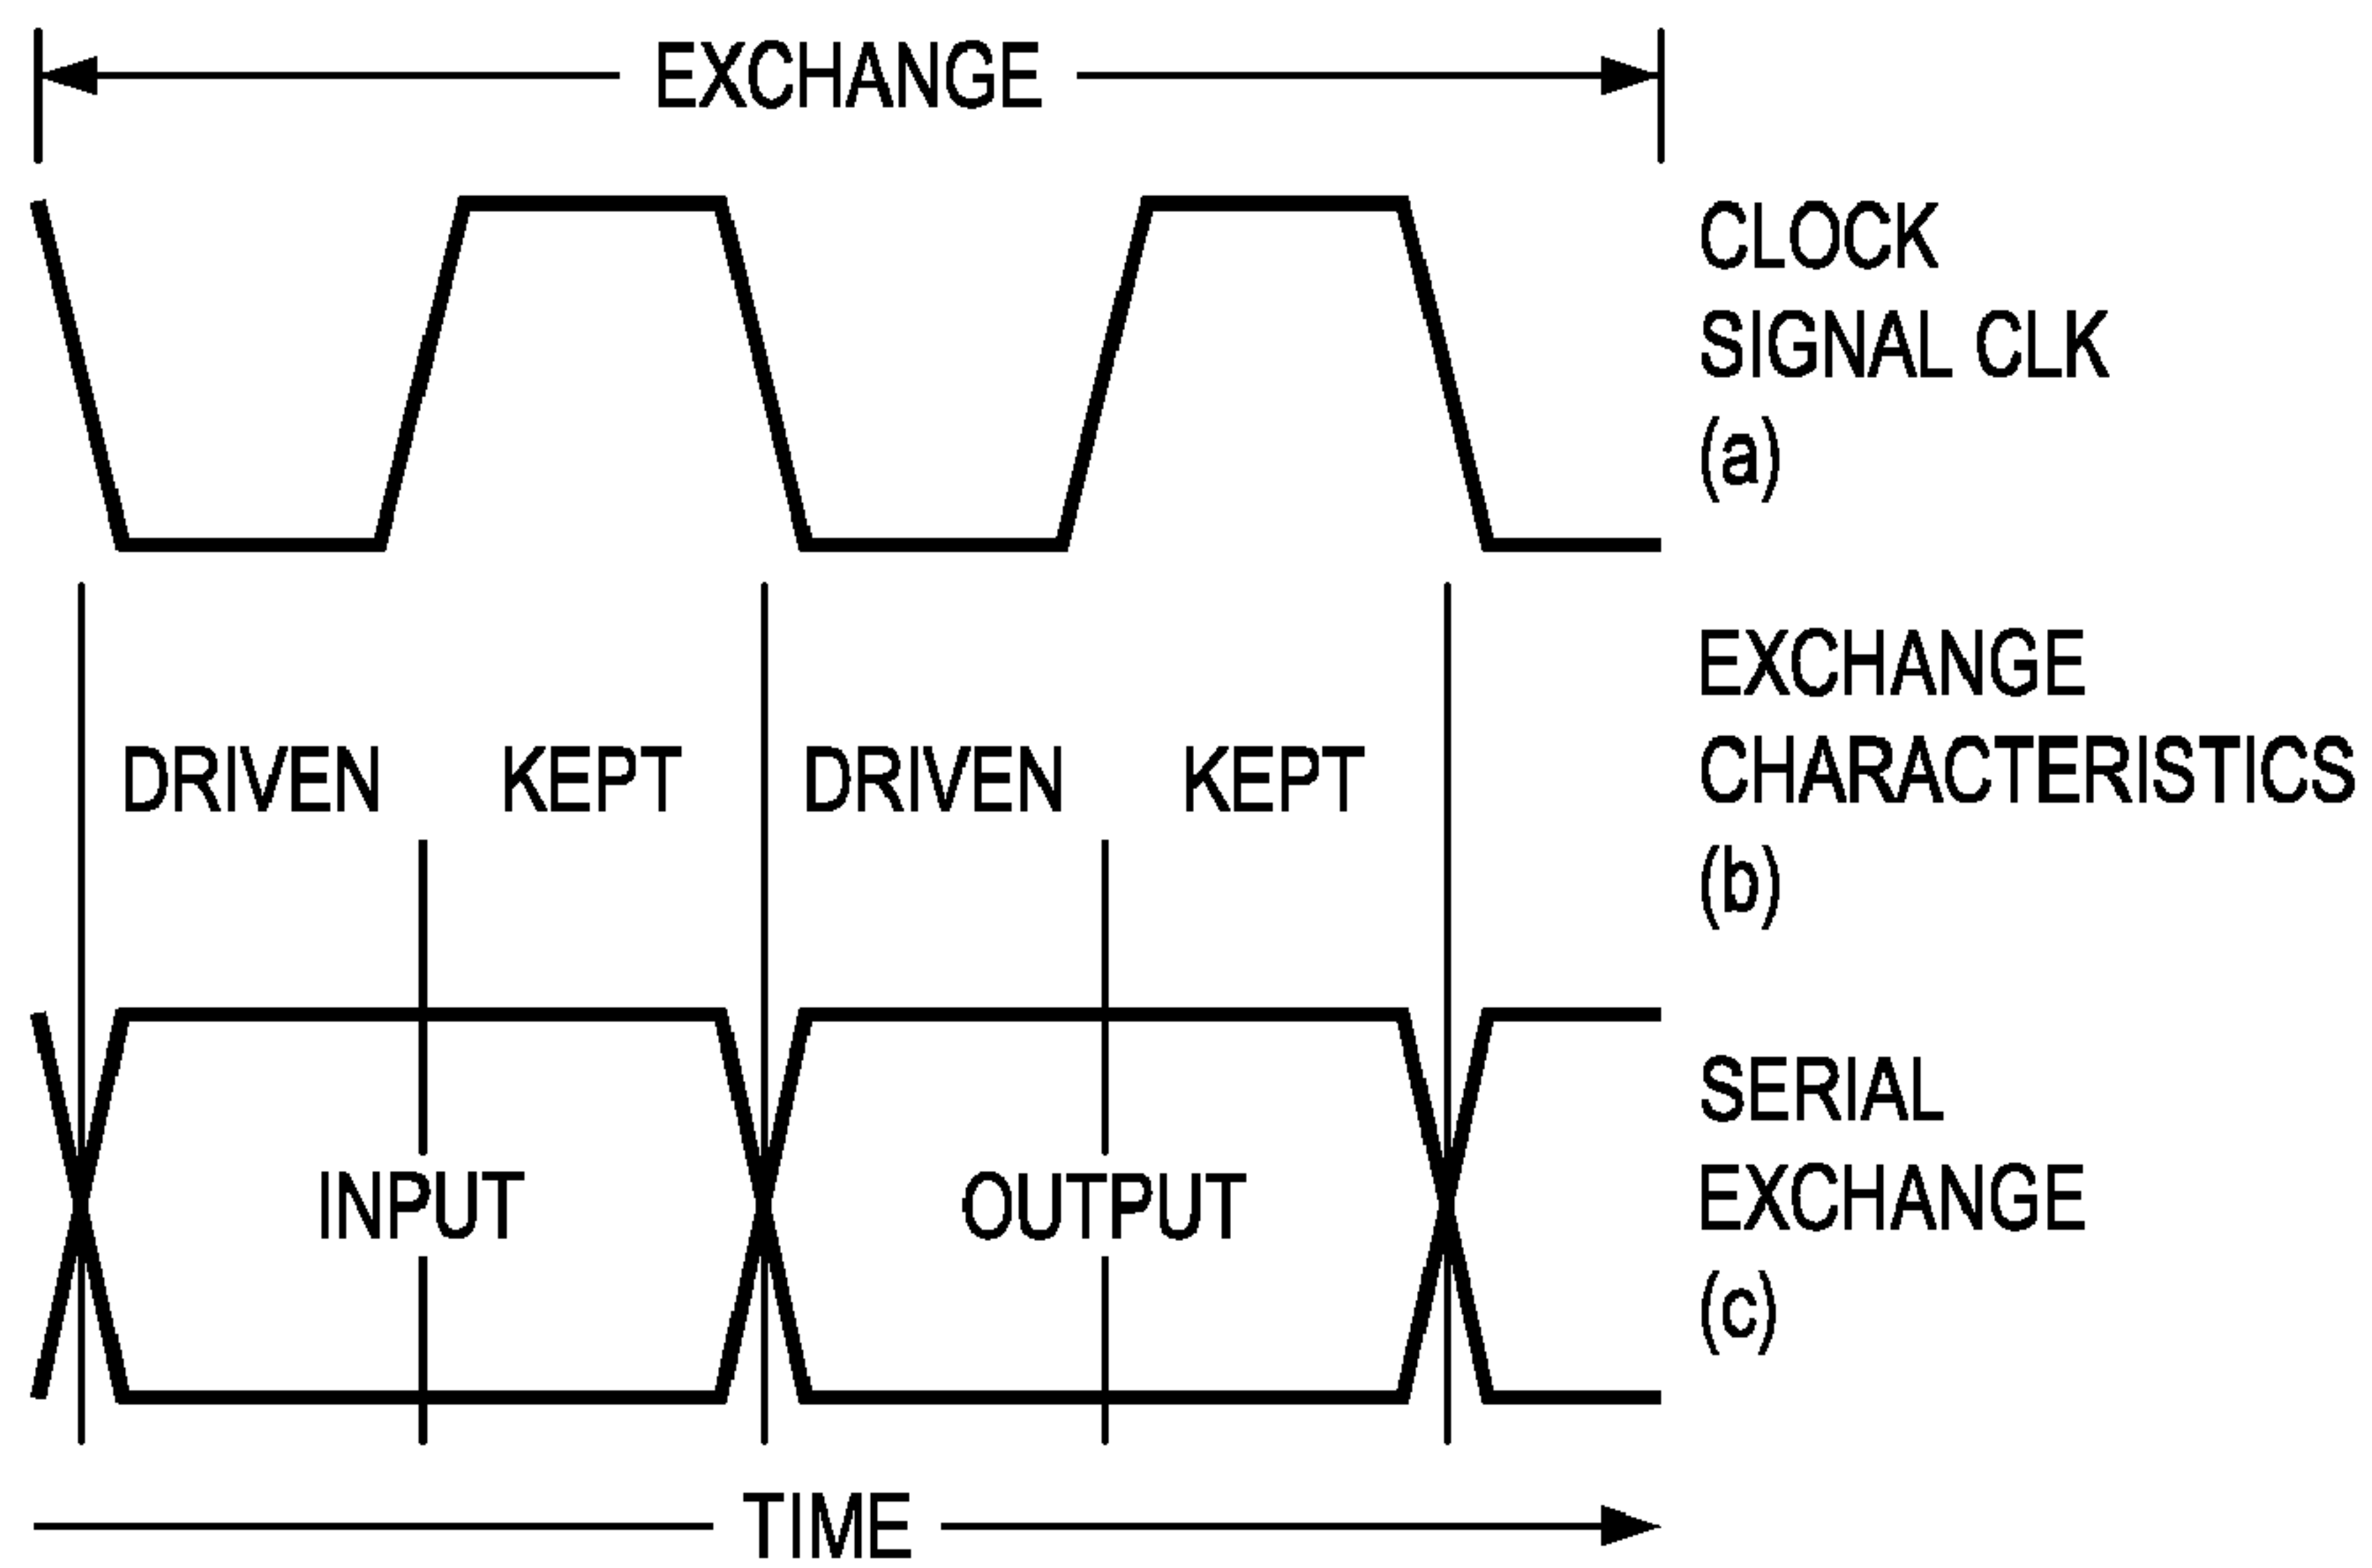 EXCHANGE
CLOCK
SIGNAL CLK
(a)
EXCHANGE
DRIVEN KEPT DRIVEN KEPT CHARACTERISTICS
(b)
SERIAL
INPUT OUTPUT EXCHANGE
(c)
TIME